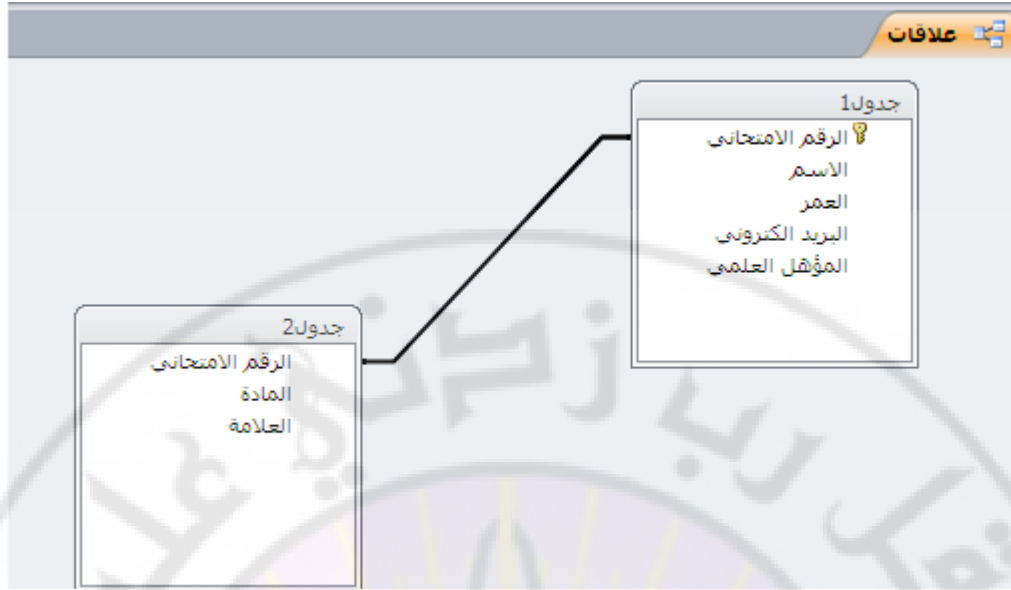 علاقات
جدول1
الرقم الامتحاني
الاسم
العمر
البريد الكتروني
المؤهل العلمي
جدول2
الرقم الامتحاني
المادة
العلامة